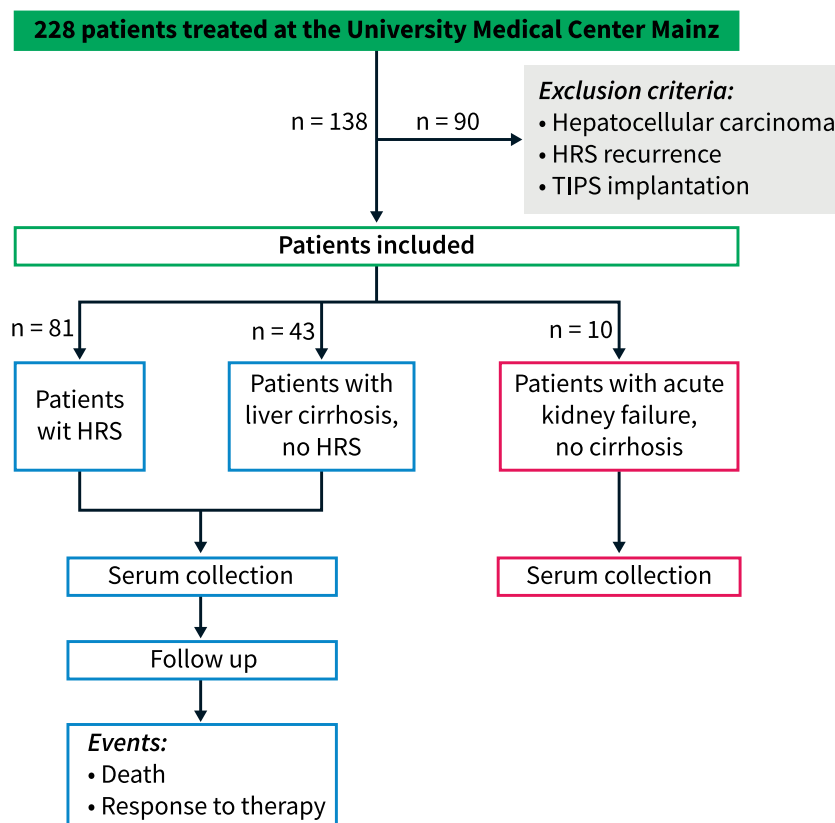 228 patients treated at the University Medical Center Mainz
n = 138
n = 90
Exclusion criteria:
• Hepatocellular carcinoma
• HRS recurrence
• TIPS implantation
Patients included
n = 81
n = 43
n = 10
Patients
wit HRS
Patients with
liver cirrhosis,
no HRS
Patients with acute
kidney failure,
no cirrhosis
Serum collection
Serum collection
Follow up
Events:
• Death
• Response to therapy